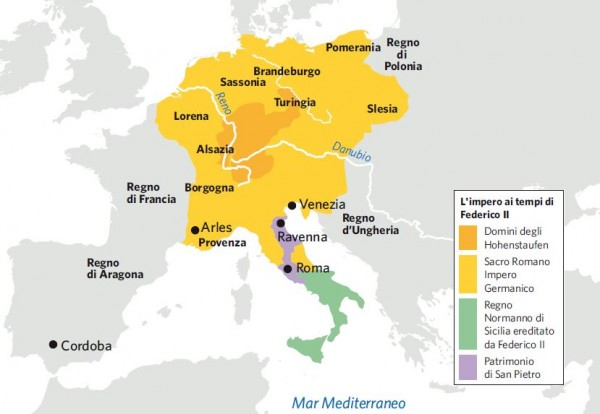 Pomerania
Regno
di
Polonia
Brandeburgo
Sassonia
Turingia
Reno
Lorena
Slesia
Alsazia
Danubio
Borgogna
Regno
di Francia
Venezia
Regno
d'Ungheria
Arles
Provenza
Ravenna
Regno
di Aragona
Roma
Cordoba
Mar Mediterraneo
L'impero ai tempi di
Federico II
Domini degli
Hohenstaufen
Sacro Romano
Impero
Germanico
Regno
Normanno di
Sicilia ereditato
da Federico II
Patrimonio
di San Pietro